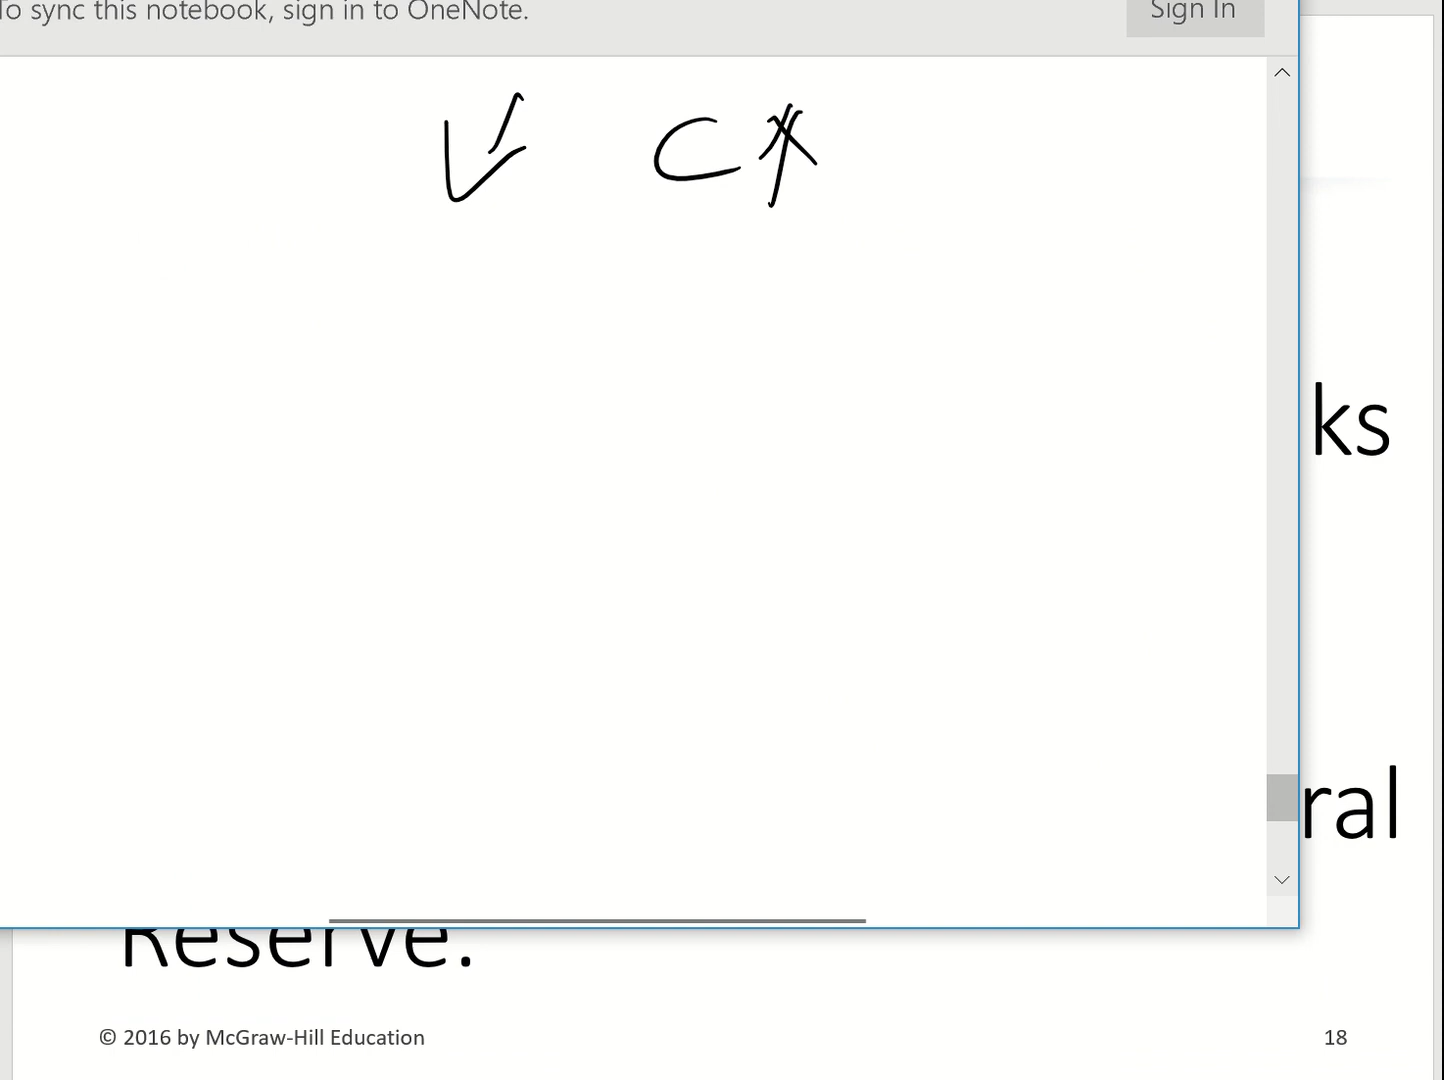 To sync this notebook, sign in to OneNote.
Sign In
ks
ral
Reserve.
© 2016 by McGraw-Hill Education
18